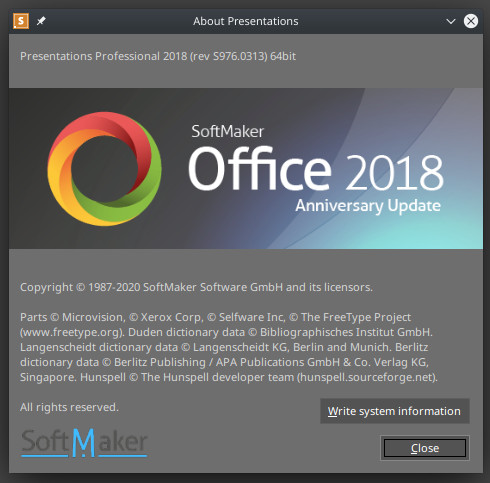 About Presentations
Presentations Professional 2018 (rev S976.0313) 64bit
SoftMaker
Office 2018
Anniversary Update
Copyright © 1987-2020 SoftMaker Software GmbH and its licensors.
Parts © Microvision, © Xerox Corp, © Selfware Inc, © The FreeType Project
(www.freetype.org). Duden dictionary data © Bibliographisches Institut GmbH.
Langenscheidt dictionary data © Langenscheidt KG, Berlin and Munich. Berlitz
dictionary data © Berlitz Publishing / APA Publications GmbH & Co. Verlag KG,
Singapore. Hunspell © The Hunspell developer team (hunspell.sourceforge.net).
All rights reserved.
Write system information
SoftMaker
Close